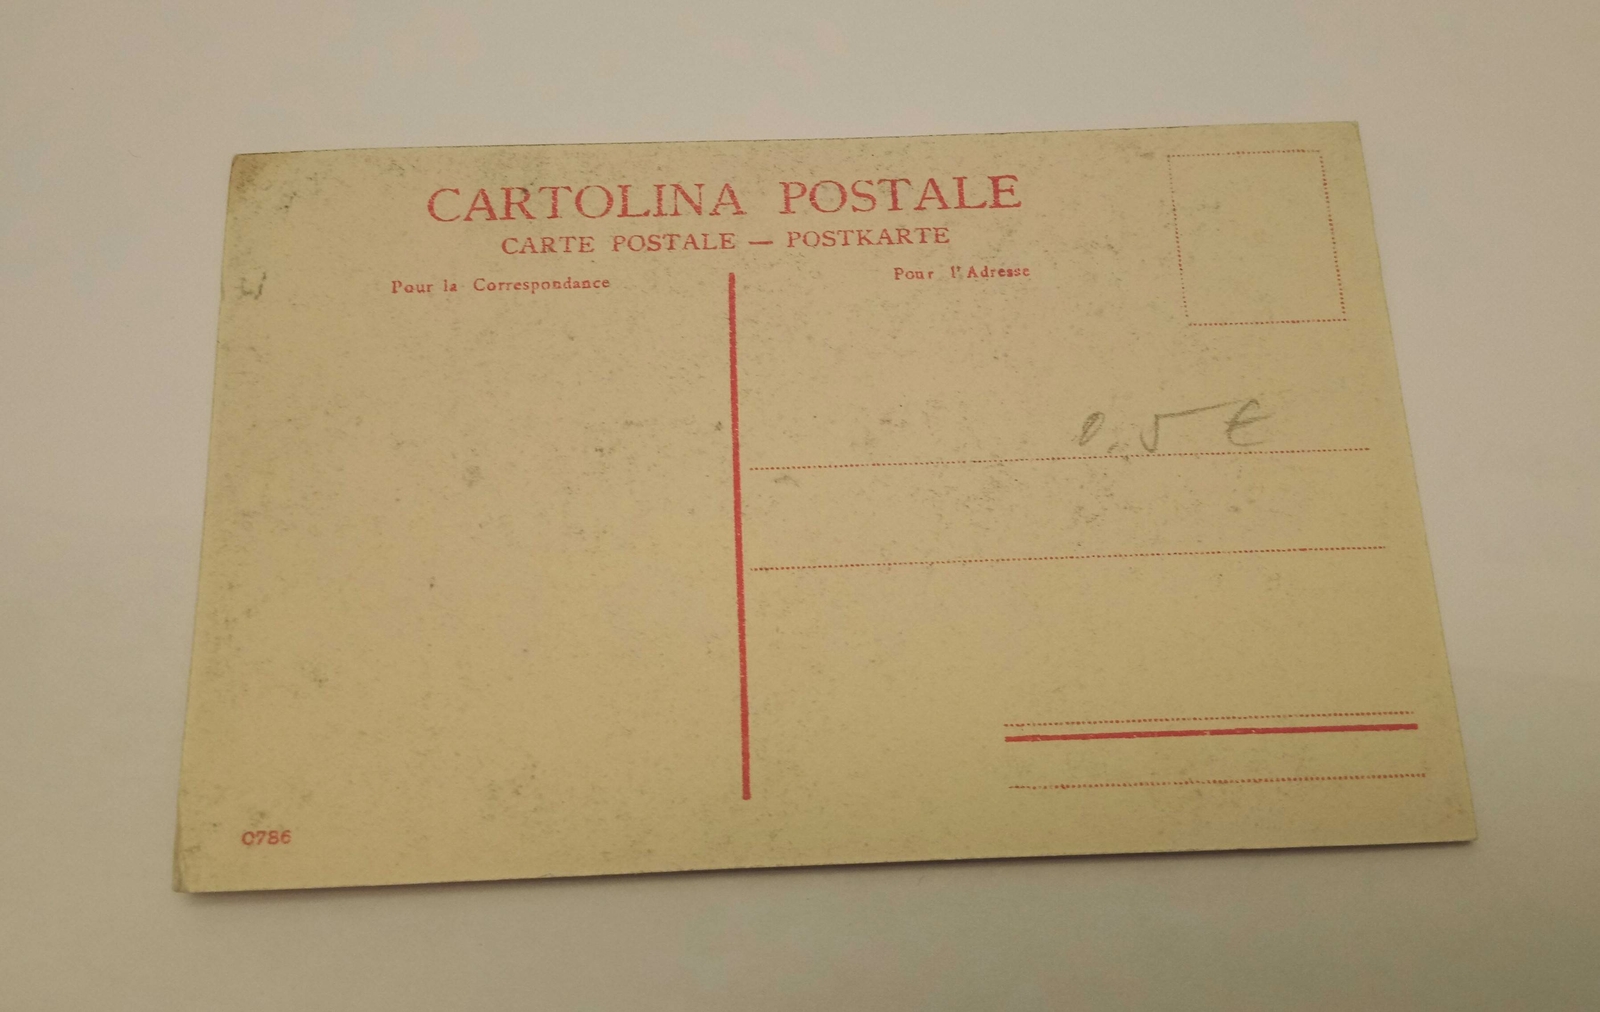 CARTOLINA POSTALE
CARTE POSTALE — POSTKARTE
Pour la Correspondance
Pour l'Adresse
0,5 €
0786